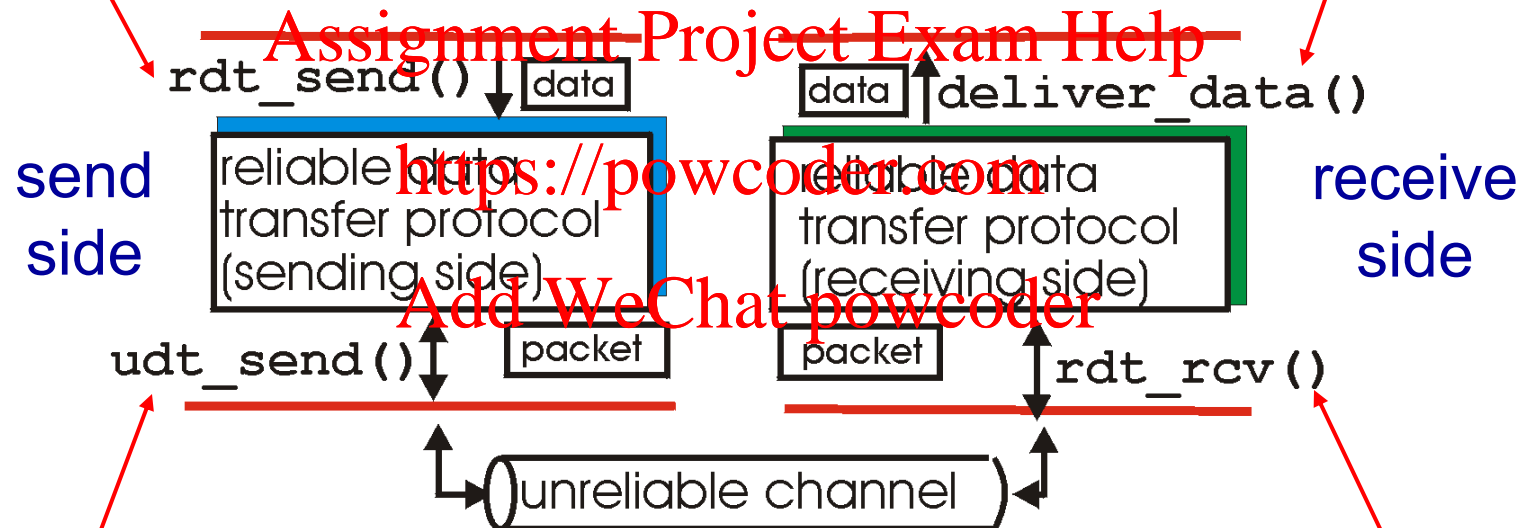 Assignment Project Exam Help
rdt_send()
data
data
deliver_data()
send
side
reliable data
transfer protocol
(sending side)
https://powcoder.com
reliable data
transfer protocol
(receiving side)
receive
side
Add WeChat powcoder
udt_send()
packet
packet
rdt_rcv()
unreliable channel